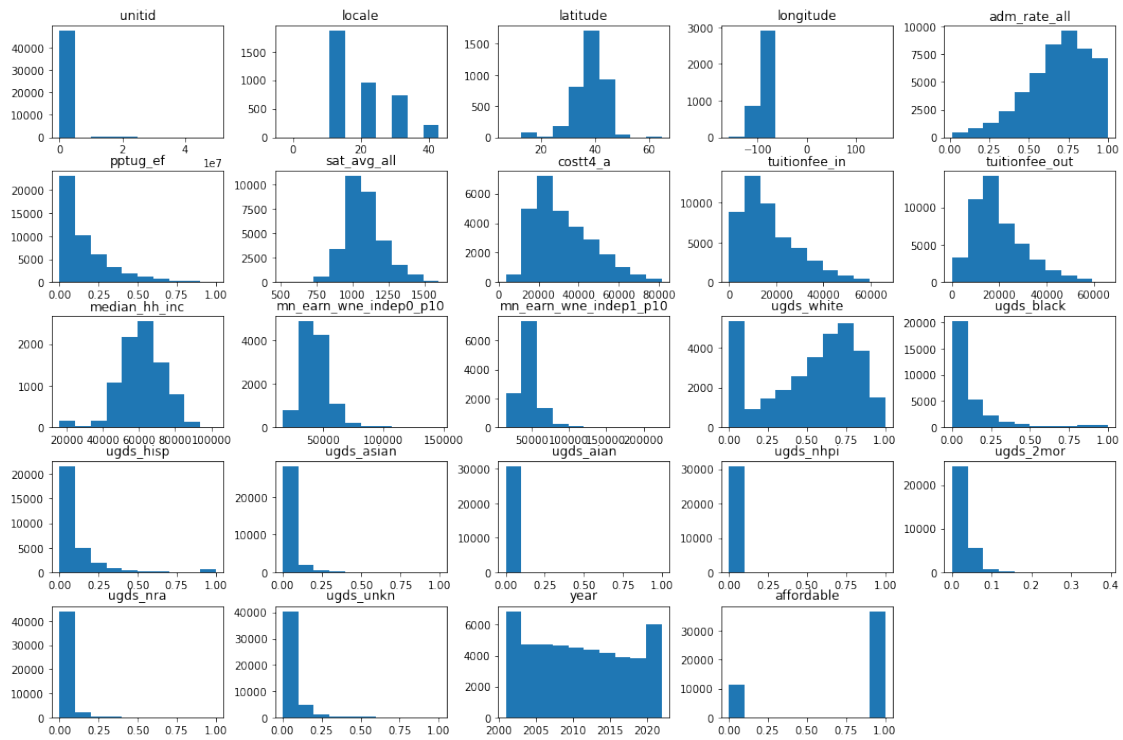 unitid locale latitude longitude adm_rate_all
40000 30000 20000 10000 0
1500 1000 500 0
1500 1000 500 0
3000 2000 1000 0
10000 7500 5000 2500 0
0 2 4 1e7
0 20 40
20 40 60
−100 0 100
0.00 0.25 0.50 0.75 1.00
pptug_ef sat_avg_all costt4_a tuitionfee_in tuitionfee_out
20000 15000 10000 5000 0
10000 7500 5000 2500 0
6000 4000 2000 0
10000 5000 0
10000 5000 0
0.00 0.25 0.50 0.75 1.00
500 750 1000 1250 1500
20000 40000 60000 80000
0 20000 40000 60000
0 20000 40000 60000
median_hh_inc mn_earn_wne_indep0_p10 mn_earn_wne_indep1_p10 ugds_white ugds_black
2000 1000 0
4000 2000 0
6000 4000 2000 0
4000 2000 0
20000 15000 10000 5000 0
20000 40000 60000 80000 100000
50000 100000 150000
50000 100000 150000 200000
0.00 0.25 0.50 0.75 1.00
0.00 0.25 0.50 0.75 1.00
ugds_hisp ugds_asian ugds_aian ugds_nhpi ugds_2mor
20000 15000 10000 5000 0
20000 10000 0
30000 20000 10000 0
30000 20000 10000 0
20000 10000 0
0.00 0.25 0.50 0.75 1.00
0.00 0.25 0.50 0.75 1.00
0.00 0.25 0.50 0.75 1.00
0.00 0.25 0.50 0.75 1.00
0.0 0.1 0.2 0.3 0.4
ugds_nra ugds_unkn year affordable
40000 30000 20000 10000 0
40000 30000 20000 10000 0
6000 4000 2000 0
30000 20000 10000 0
0.00 0.25 0.50 0.75 1.00
0.00 0.25 0.50 0.75 1.00
2000 2005 2010 2015 2020
0.00 0.25 0.50 0.75 1.00